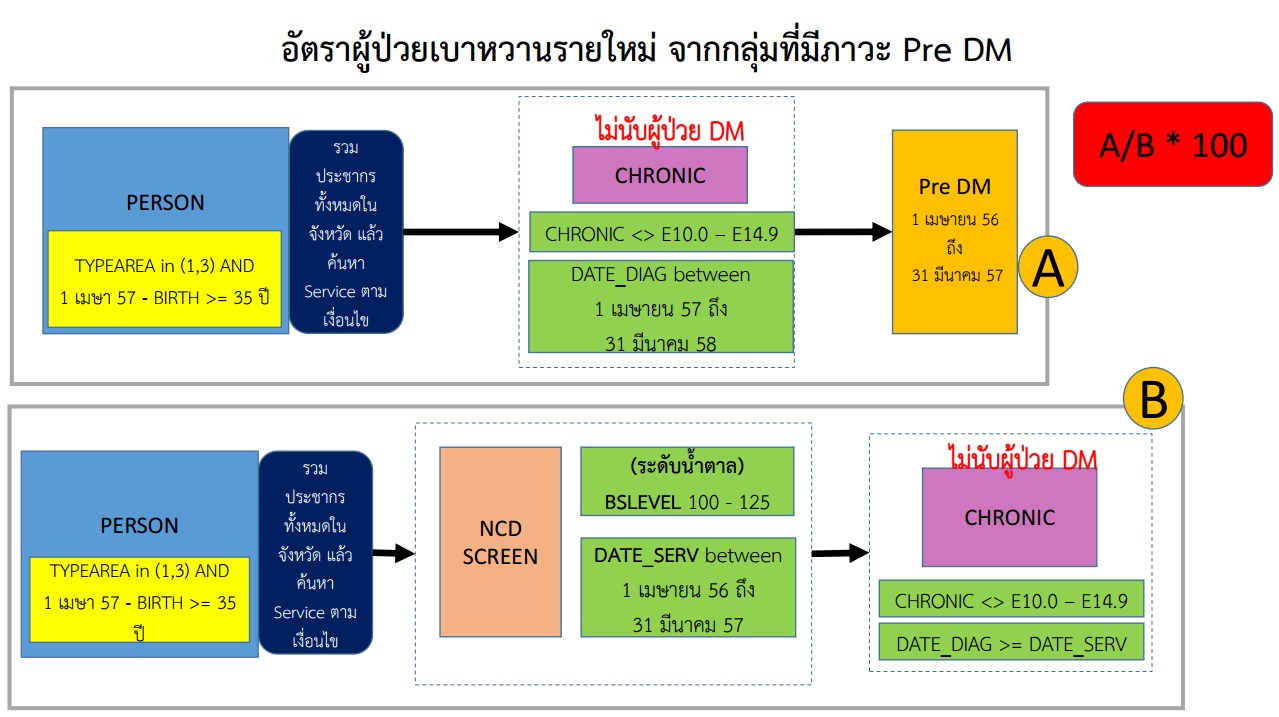 อัตราผู้ป่วยเบาหวานรายใหม่ จากกลุ่มที่มีภาวะ Pre DM
A/B * 100
PERSON
TYPEAREA in (1,3) AND
1 เมษา 57 - BIRTH >= 35 ปี
รวม
ประชากร
ทั้งหมดใน
จังหวัด แล้ว
ค้นหา
Service ตาม
เงื่อนไข
ไม่นับผู้ป่วย DM
CHRONIC
CHRONIC <> E10.0 – E14.9
DATE_DIAG between
1 เมษายน 57 ถึง
31 มีนาคม 58
Pre DM
1 เมษายน 56
ถึง
31 มีนาคม 57
A
B
PERSON
TYPEAREA in (1,3) AND
1 เมษา 57 - BIRTH >= 35
ปี
รวม
ประชากร
ทั้งหมดใน
จังหวัด แล้ว
ค้นหา
Service ตาม
เงื่อนไข
NCD
SCREEN
(ระดับน้ำตาล)
BSLEVEL 100 - 125
DATE_SERV between
1 เมษายน 56 ถึง
31 มีนาคม 57
ไม่นับผู้ป่วย DM
CHRONIC
CHRONIC <> E10.0 – E14.9
DATE_DIAG >= DATE_SERV